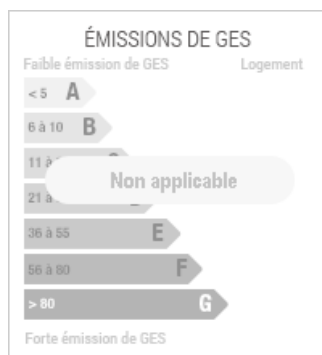 ÉMISSIONS DE GES
Faible émission de GES Logement
< 5 A
6 à 10 B
11 à
Non applicable
21 à
36 à 55 E
56 à 80 F
> 80 G
Forte émission de GES